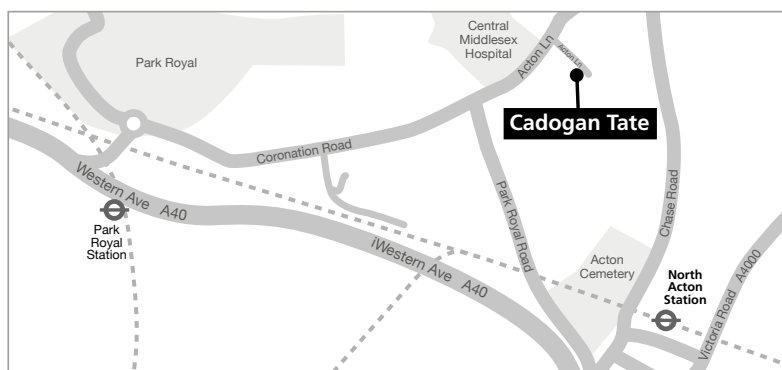 Central
Middlesex
Hospital
Acton Ln
Acton Ln
Park Royal
Cadogan Tate
Coronation Road
Western Ave A40
Park
Royal
Station
iWestern Ave A40
Park Royal Road
Chase Road
Acton
Cemetery
North
Acton
Station
Victoria Road A4000